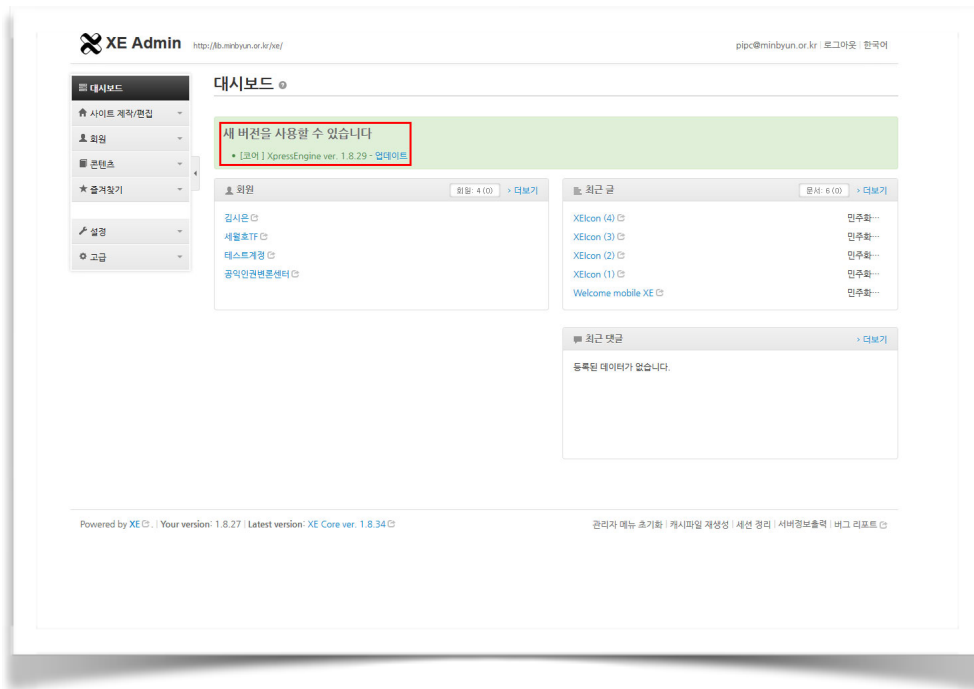 XE Admin http://lib.minbyun.or.kr/xe/ pipc@minbyun.or.kr 로그아웃 한국어
대시보드
사이트 제작/편집
회원
콘텐츠
즐겨찾기
설정
고급
대시보드
새 버전을 사용할 수 있습니다
[코어 ] XpressEngine ver. 1.8.29 - 업데이트
회원 회원: 4 (0) › 더보기
김시은
세월호TF
테스트계정
공익인권변론센터
최근 글 문서: 6 (0) › 더보기
XEIcon (4) 민주화…
XEIcon (3) 민주화…
XEIcon (2) 민주화…
XEIcon (1) 민주화…
Welcome mobile XE 민주화…
최근 댓글 › 더보기
등록된 데이터가 없습니다.
Powered by XE . Your version: 1.8.27 Latest version: XE Core ver. 1.8.34 관리자 메뉴 초기화 캐시파일 재생성 세션 정리 서버정보출력 버그 리포트